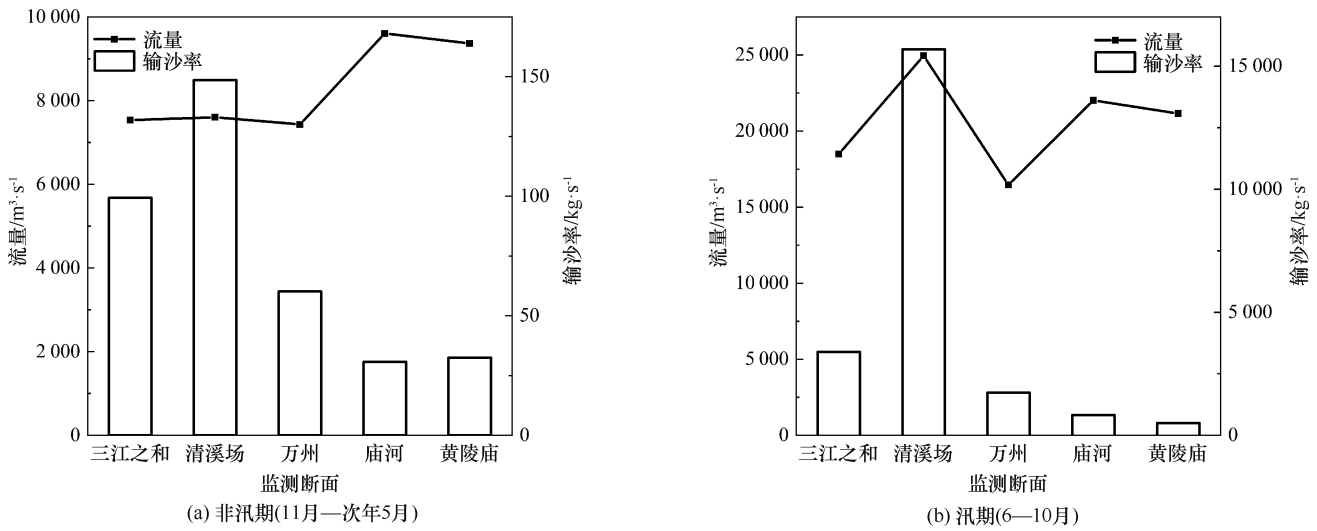 10 000
8 000
6 000
4 000
2 000
0
流量/m³·s⁻¹
流量
输沙率
150
100
50
0
输沙率/kg·s⁻¹
三江之和 清溪场 万州 庙河 黄陵庙
监测断面
(a) 非汛期(11月—次年5月)
25 000
20 000
15 000
10 000
5 000
0
流量/m³·s⁻¹
流量
输沙率
15 000
10 000
5 000
0
输沙率/kg·s⁻¹
三江之和 清溪场 万州 庙河 黄陵庙
监测断面
(b) 汛期(6—10月)